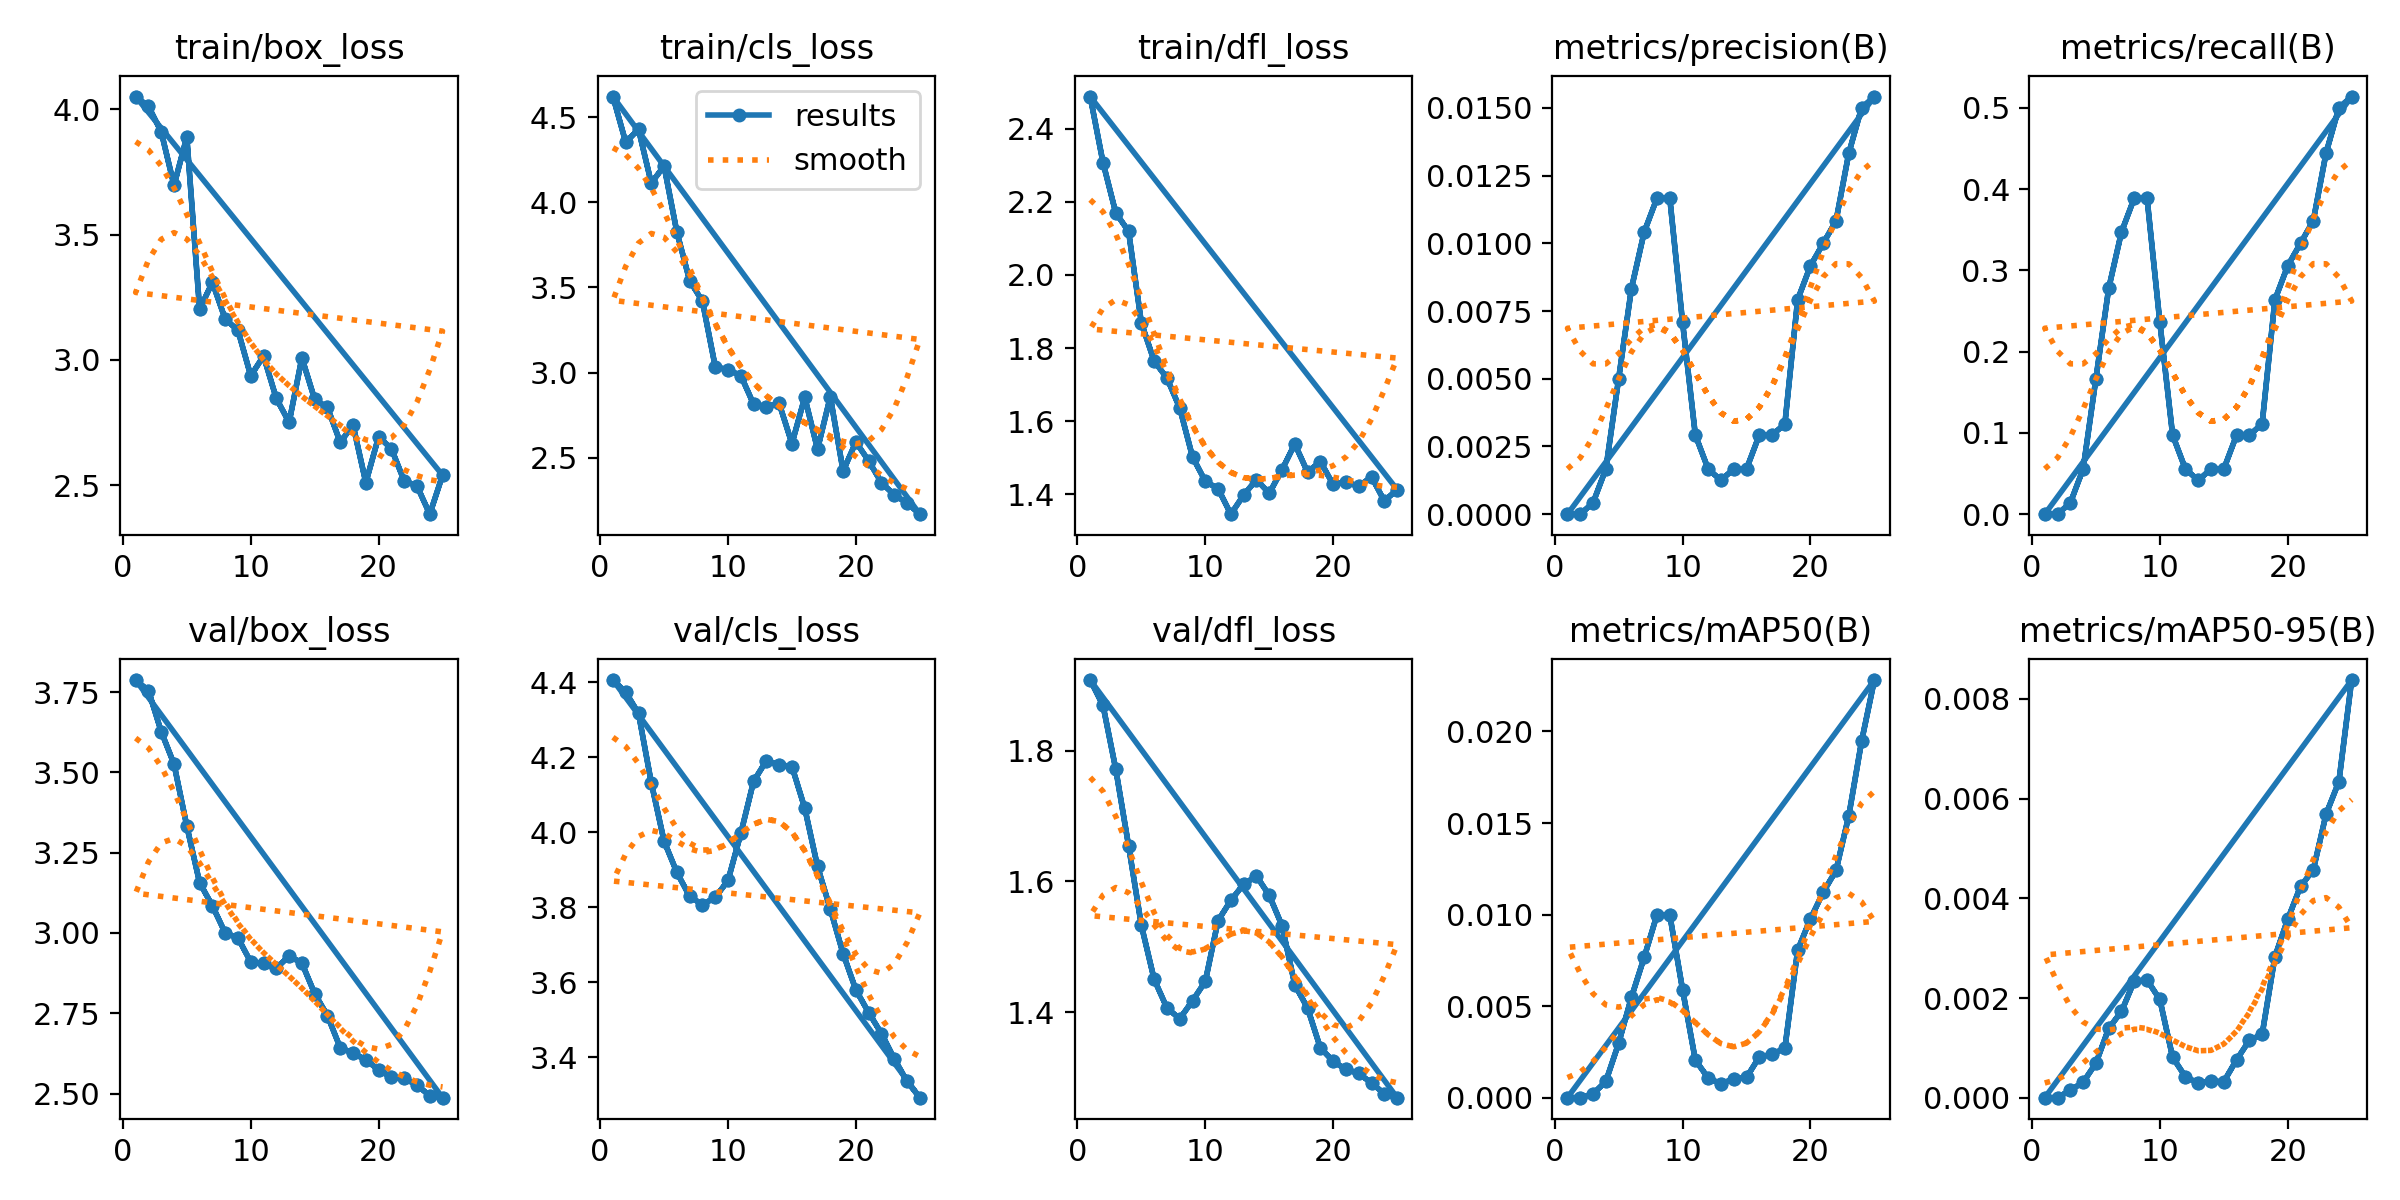 train/box_loss
4.0
3.5
3.0
2.5
0 10 20
train/cls_loss
results
smooth
4.5
4.0
3.5
3.0
2.5
0 10 20
train/dfl_loss
2.4
2.2
2.0
1.8
1.6
1.4
0 10 20
metrics/precision(B)
0.0150
0.0125
0.0100
0.0075
0.0050
0.0025
0.0000
0 10 20
metrics/recall(B)
0.5
0.4
0.3
0.2
0.1
0.0
0 10 20
val/box_loss
3.75
3.50
3.25
3.00
2.75
2.50
0 10 20
val/cls_loss
4.4
4.2
4.0
3.8
3.6
3.4
0 10 20
val/dfl_loss
1.8
1.6
1.4
0 10 20
metrics/mAP50(B)
0.020
0.015
0.010
0.005
0.000
0 10 20
metrics/mAP50-95(B)
0.008
0.006
0.004
0.002
0.000
0 10 20